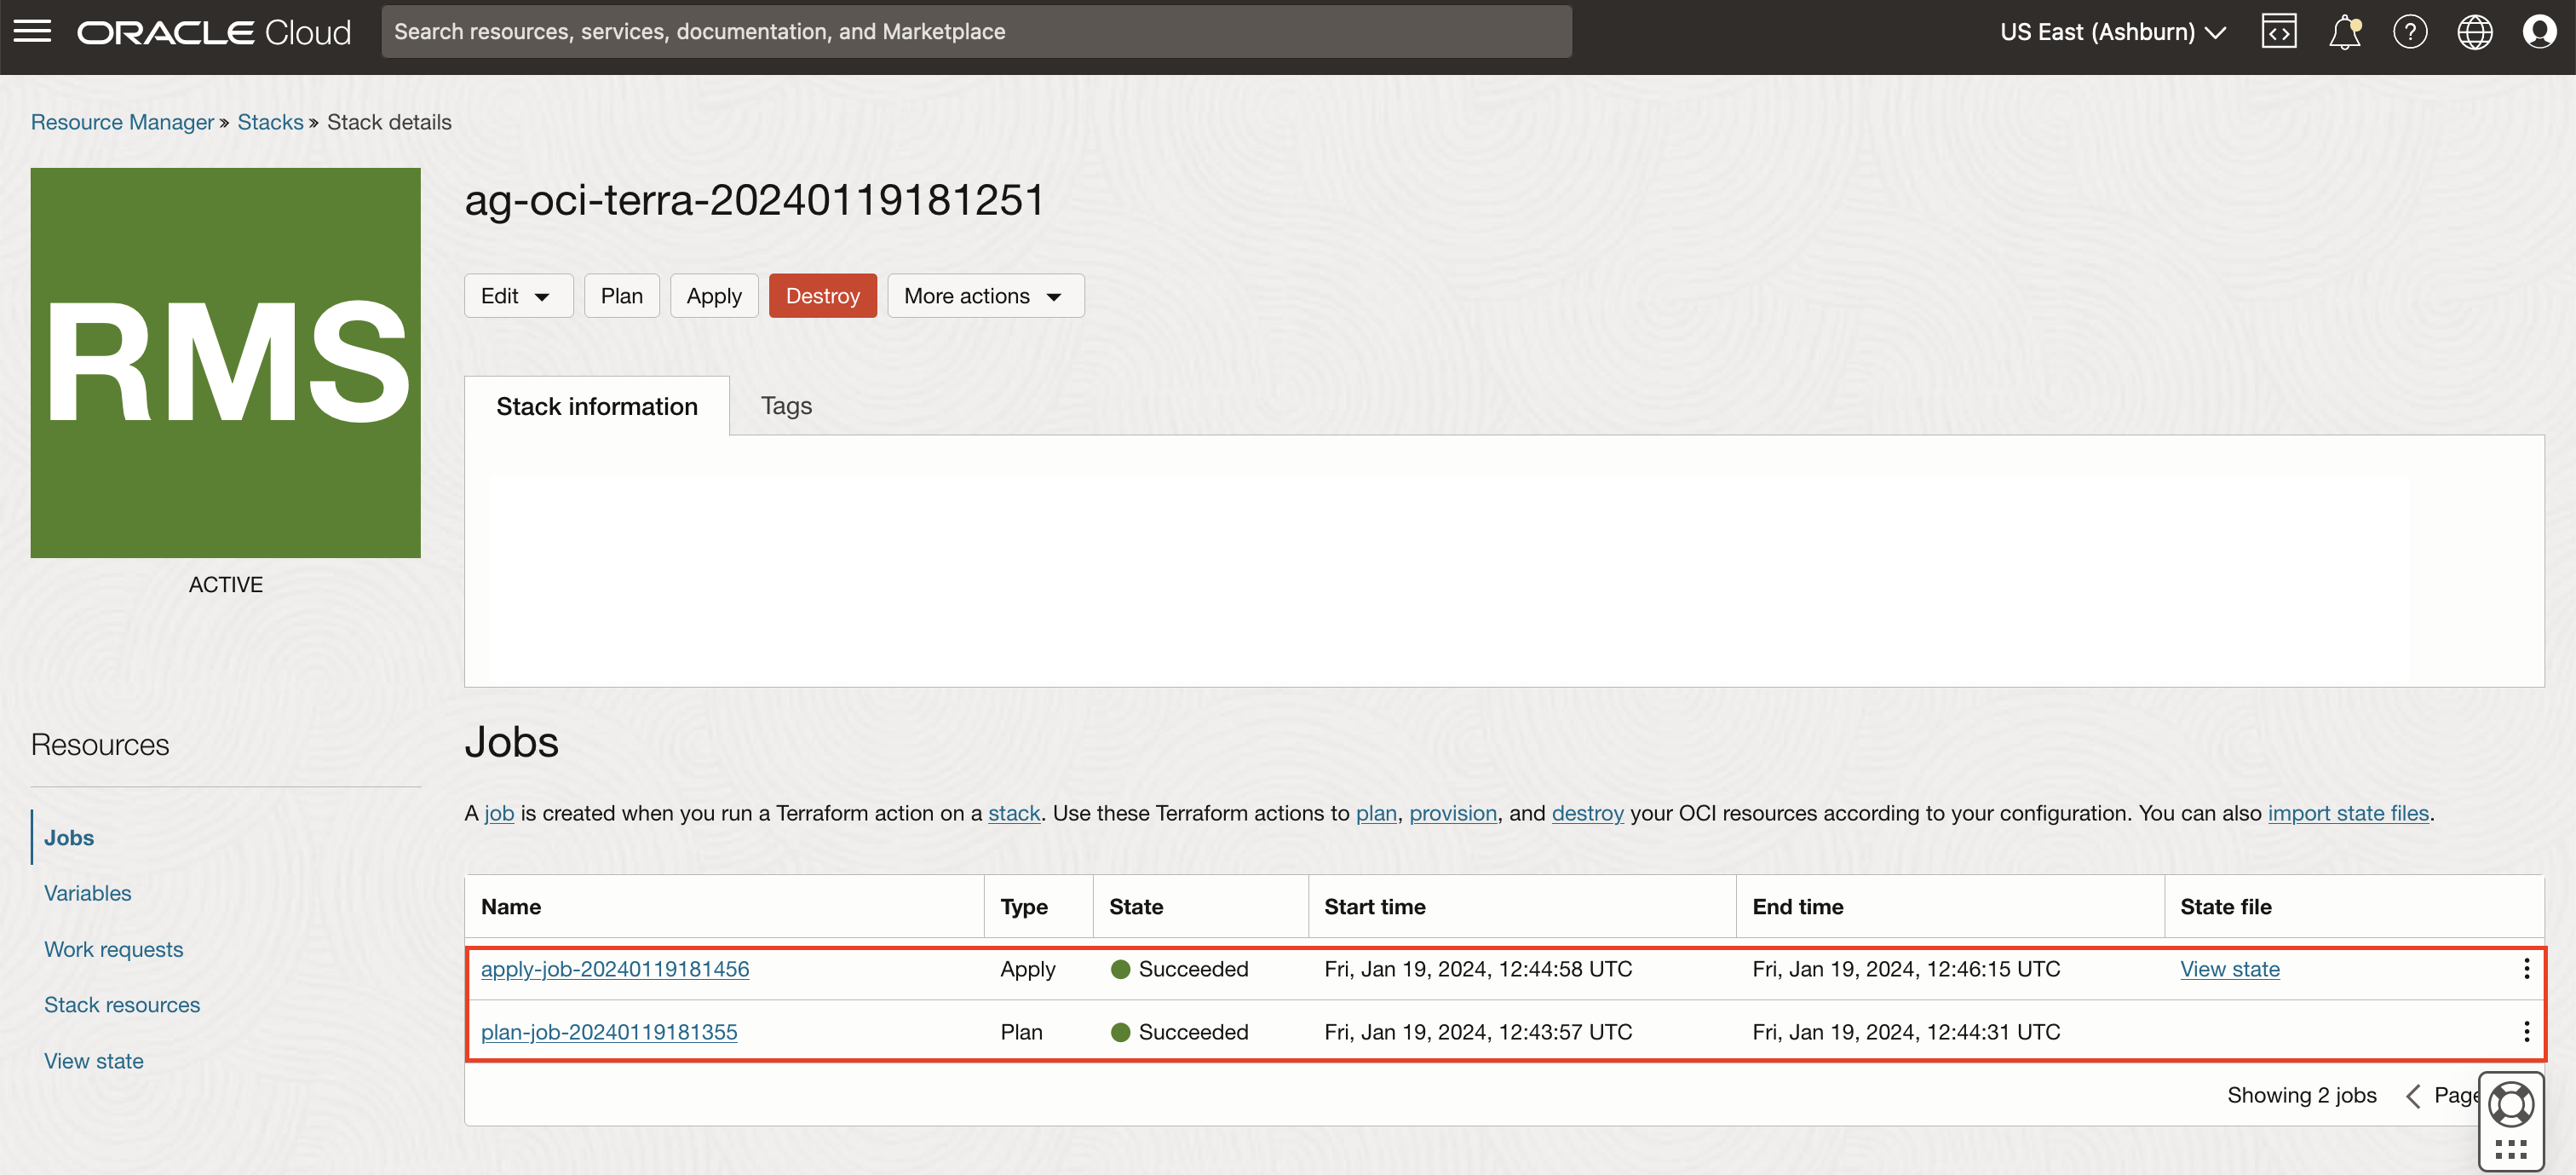 ORACLE Cloud
Search resources, services, documentation, and Marketplace
US East (Ashburn)
Resource Manager » Stacks » Stack details
RMS
ACTIVE
ag-oci-terra-20240119181251
Edit
Plan
Apply
Destroy
More actions
Stack information
Tags
Resources
Jobs
Variables
Work requests
Stack resources
View state
Jobs
A job is created when you run a Terraform action on a stack. Use these Terraform actions to plan, provision, and destroy your OCI resources according to your configuration. You can also import state files.
Name Type State Start time End time State file
apply-job-20240119181456 Apply Succeeded Fri, Jan 19, 2024, 12:44:58 UTC Fri, Jan 19, 2024, 12:46:15 UTC View state
plan-job-20240119181355 Plan Succeeded Fri, Jan 19, 2024, 12:43:57 UTC Fri, Jan 19, 2024, 12:44:31 UTC
Showing 2 jobs < Page